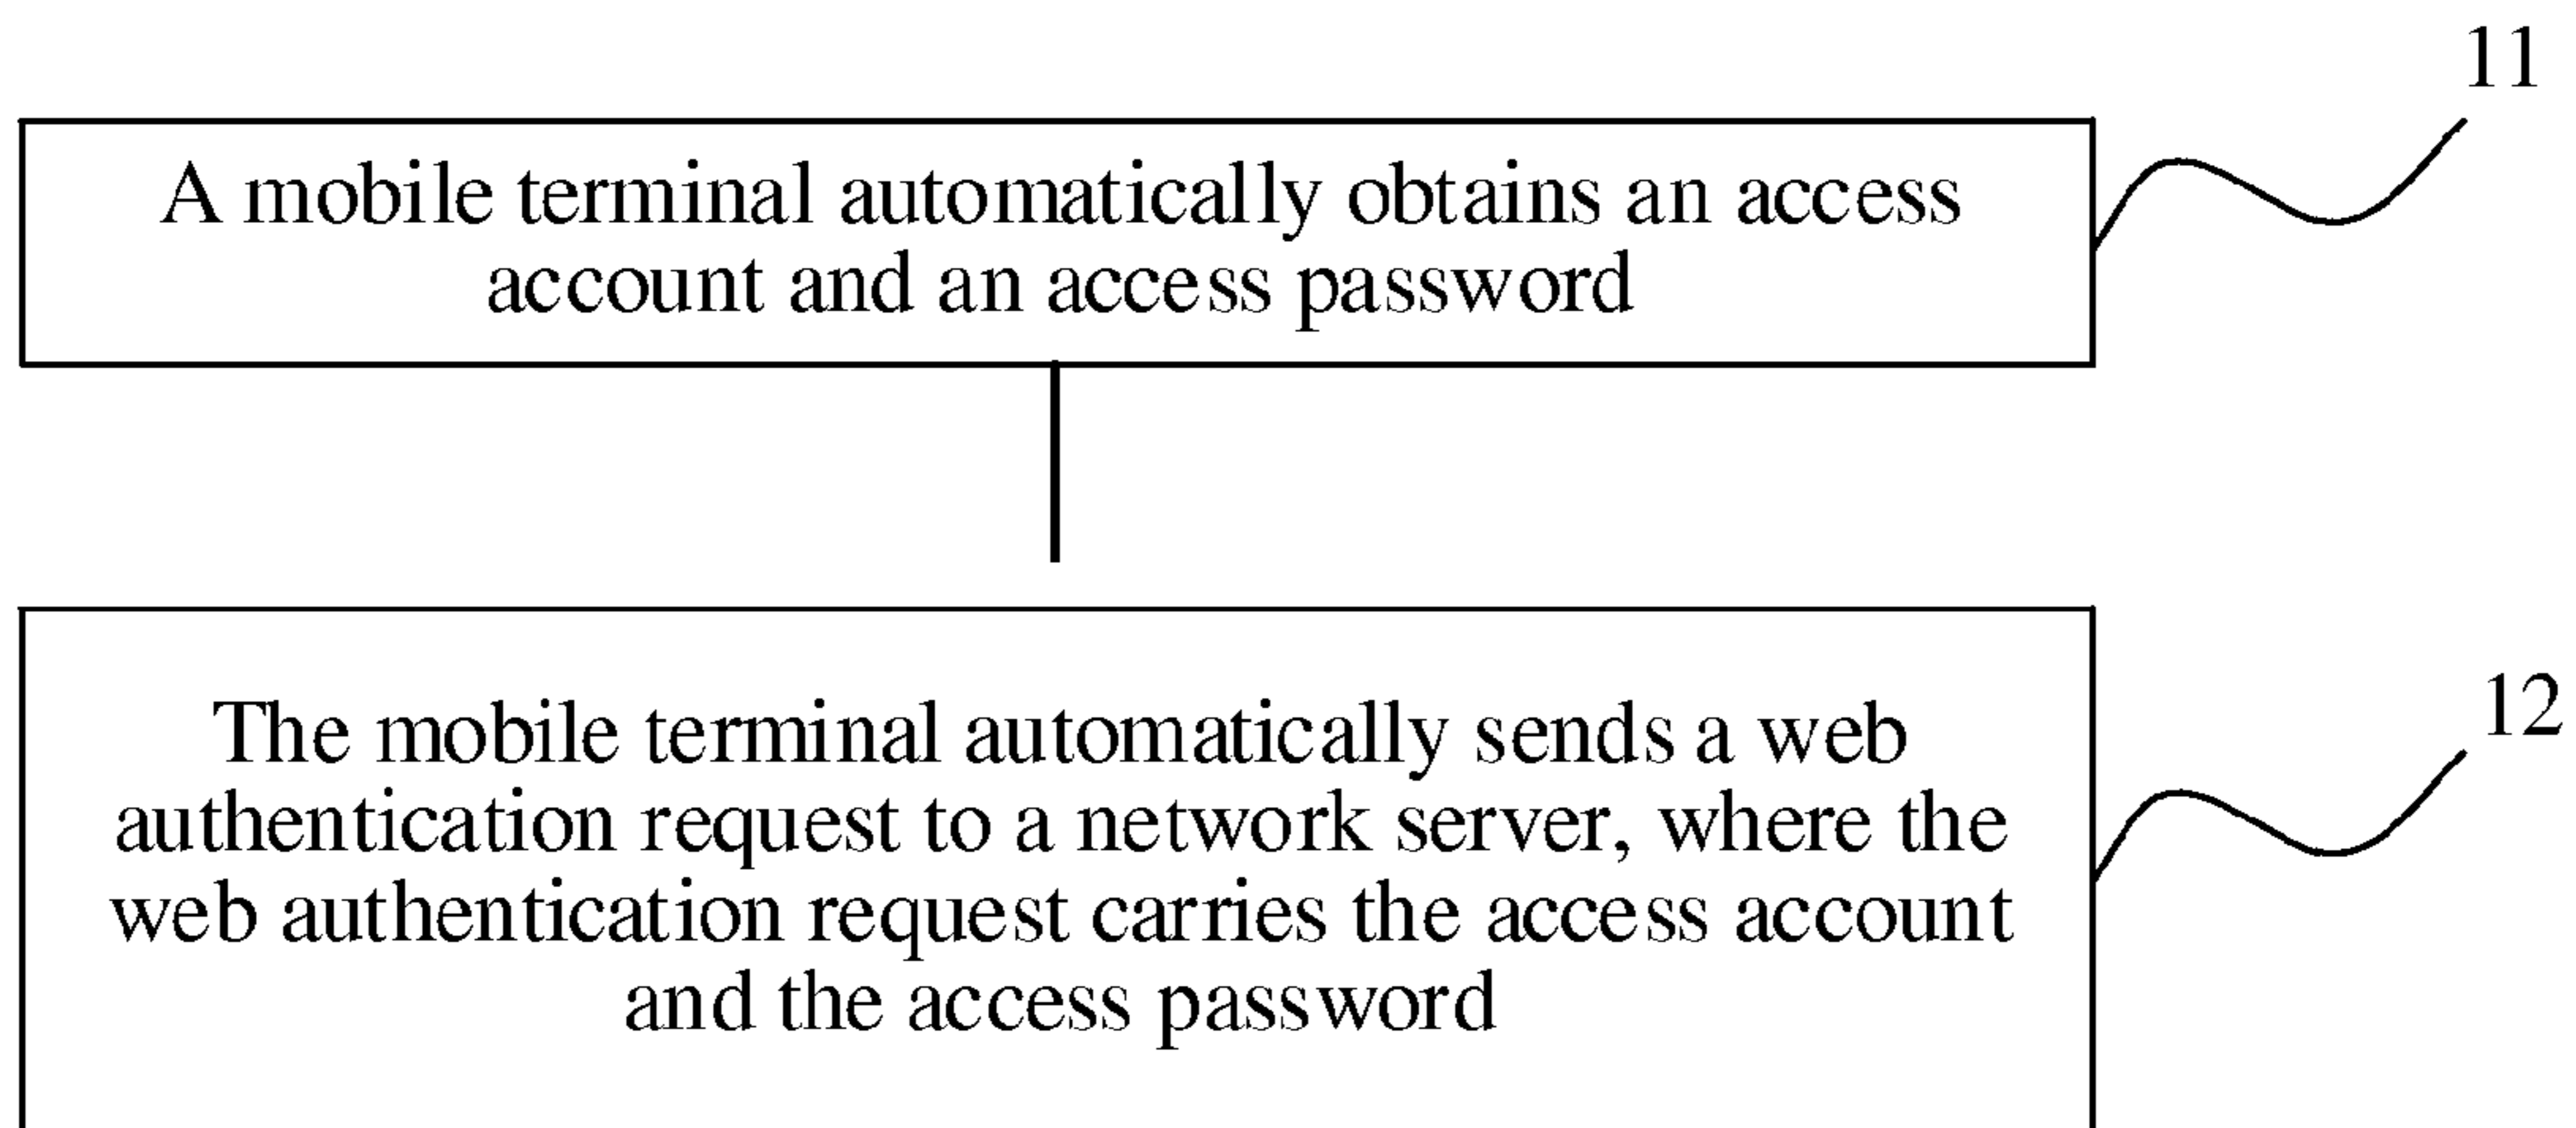 11
A mobile terminal automatically obtains an access
account and an access password
12
The mobile terminal automatically sends a web
authentication request to a network server, where the
web authentication request carries the access account
and the access password